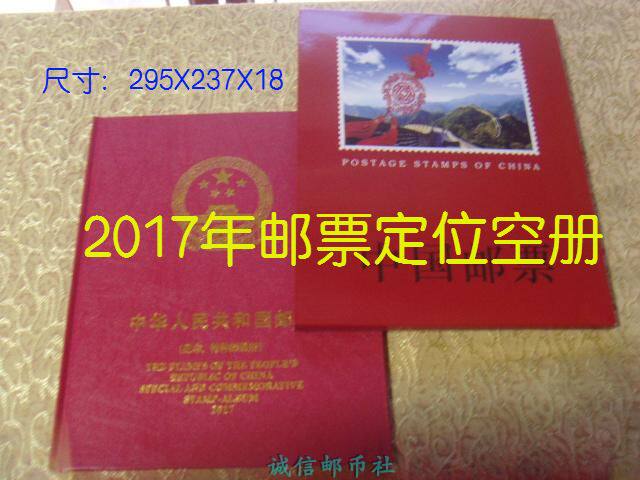 尺寸: 295X237X18
POSTAGE STAMPS OF CHINA
2017年邮票定位空册
中国邮票
中华人民共和国邮
THE STAMPS OF THE PEOPLE'S
REPUBLIC OF CHINA
SPECIAL AND COMMEMORATIVE
STAMP-ALBUM
2017
诚信邮币社